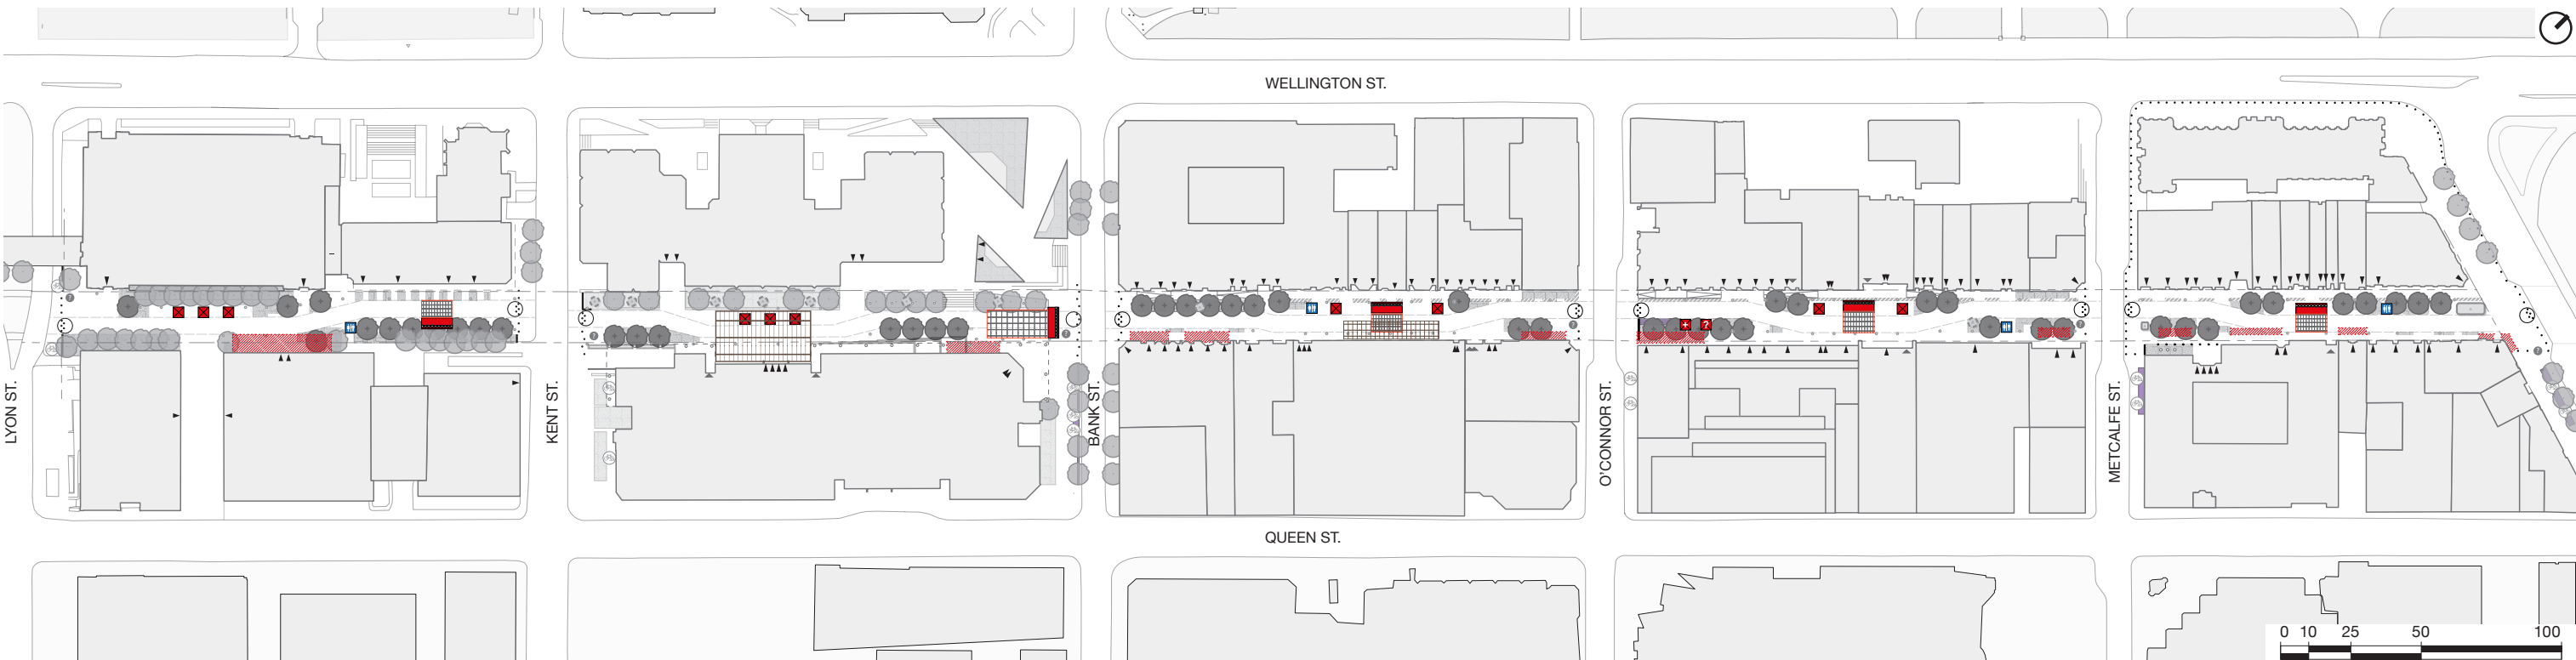 WELLINGTON ST.
LYON ST.
KENT ST.
BANK ST.
O'CONNOR ST.
METCALFE ST.
?
QUEEN ST.
0 10 25 50 100